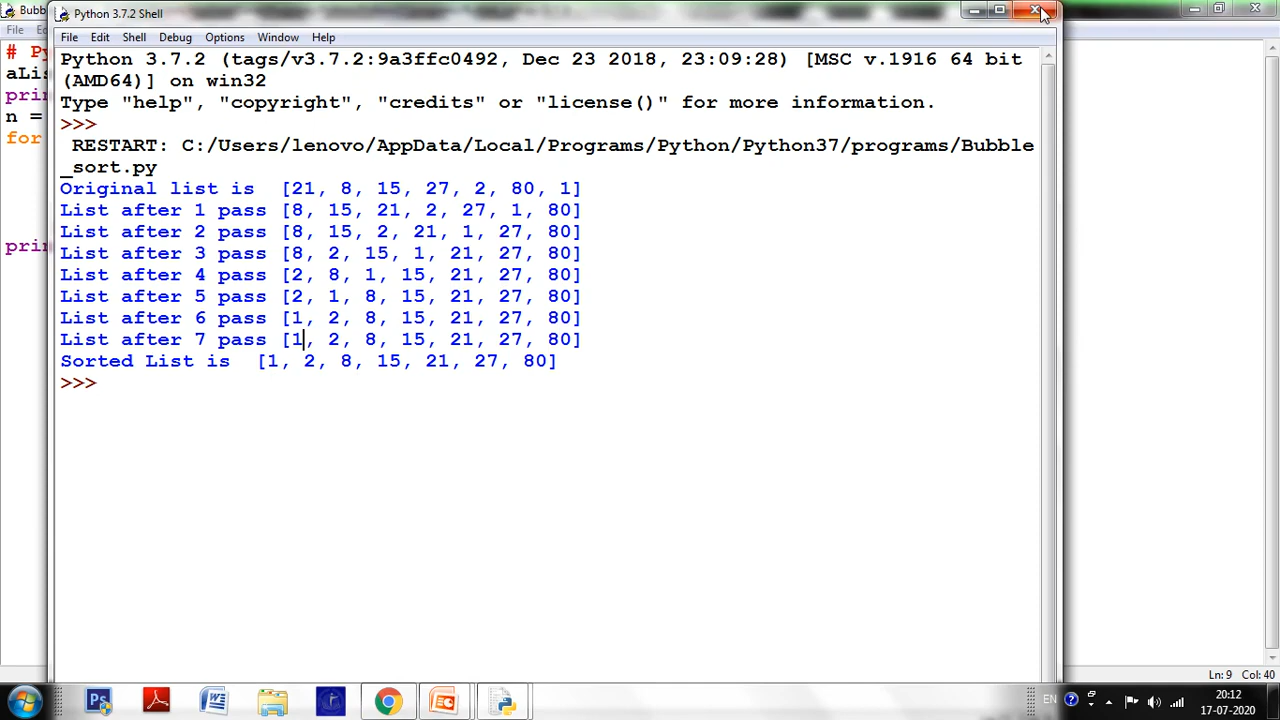 Bubb
Python 3.7.2 Shell
File
File Edit Shell Debug Options Window Help
# Py
aLis
prin
n =
for
prin
Python 3.7.2 (tags/v3.7.2:9a3ffc0492, Dec 23 2018, 23:09:28) [MSC v.1916 64 bit
(AMD64)] on win32
Type "help", "copyright", "credits" or "license()" for more information.
>>>
RESTART: C:/Users/lenovo/AppData/Local/Programs/Python/Python37/programs/Bubble
_sort.py
Original list is  [21, 8, 15, 27, 2, 80, 1]
List after 1 pass [8, 15, 21, 2, 27, 1, 80]
List after 2 pass [8, 15, 2, 21, 1, 27, 80]
List after 3 pass [8, 2, 15, 1, 21, 27, 80]
List after 4 pass [2, 8, 1, 15, 21, 27, 80]
List after 5 pass [2, 1, 8, 15, 21, 27, 80]
List after 6 pass [1, 2, 8, 15, 21, 27, 80]
List after 7 pass [1, 2, 8, 15, 21, 27, 80]
Sorted List is  [1, 2, 8, 15, 21, 27, 80]
>>>
Ln: 9 Col: 40
EN
20:12
17-07-2020